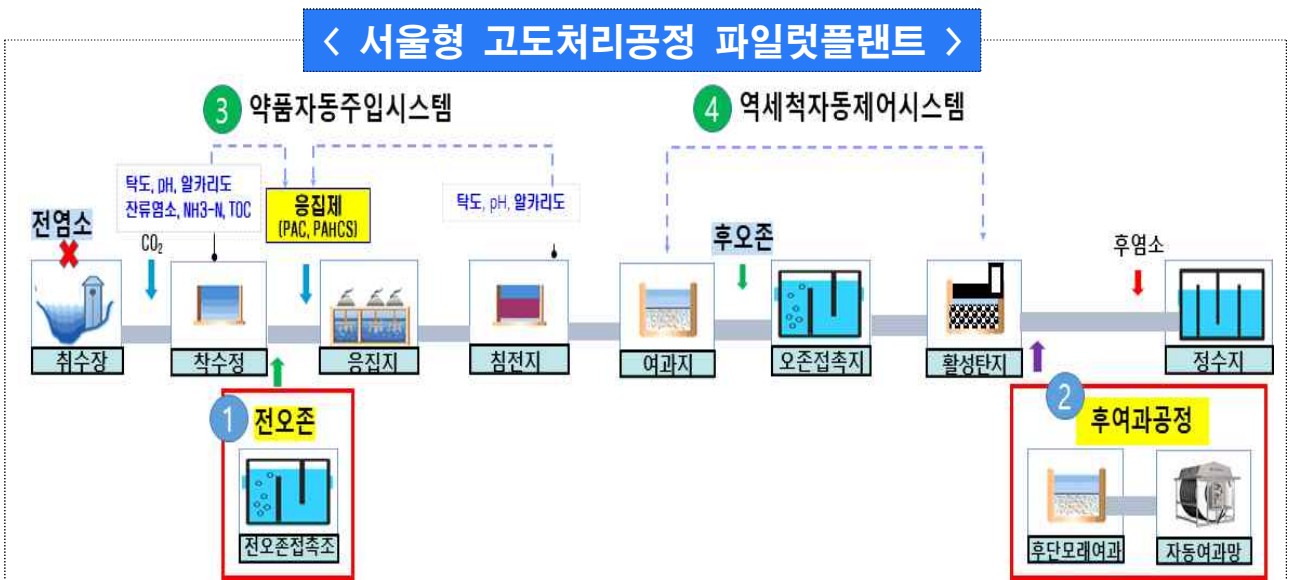 < 서울형 고도처리공정 파일럿플랜트 >
3 약품자동주입시스템
4 역세척자동제어시스템
탁도, pH, 알카리도
잔류염소, NH3-N, TOC
응집제
(PAC, PAHCS)
탁도, pH, 알카리도
전염소
CO₂
후오존
후염소
취수장
착수정
응집지
침전지
여과지
오존접촉지
활성탄지
정수지
1 전오존
전오존접촉조
2 후여과공정
후단모래여과
자동여과망